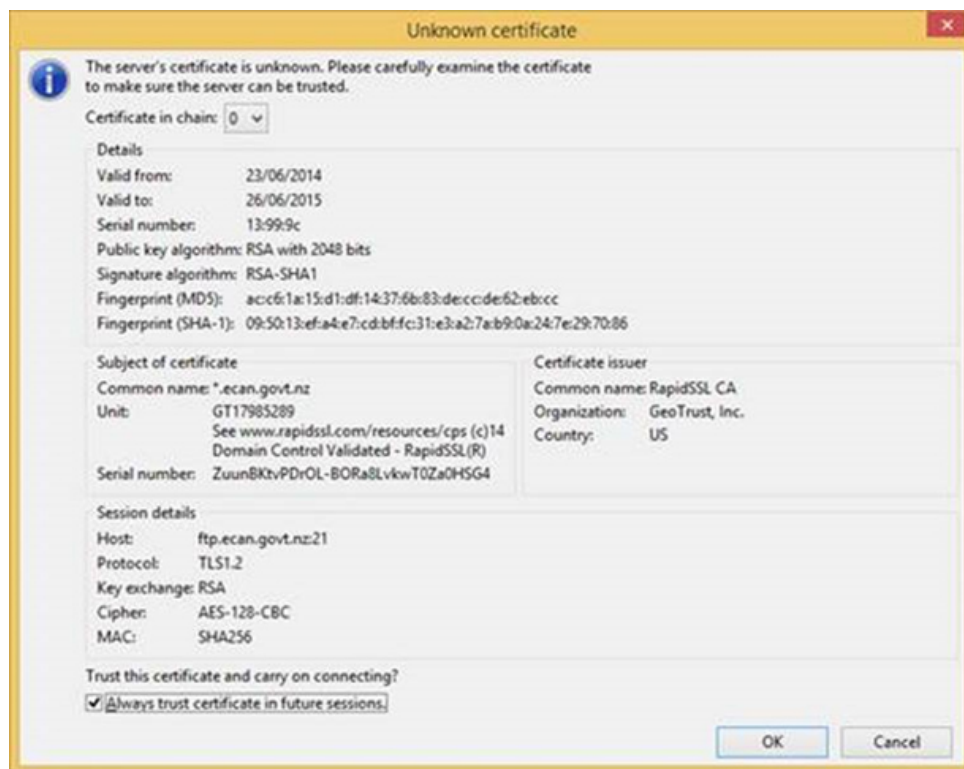 Unknown certificate
The server's certificate is unknown. Please carefully examine the certificate
to make sure the server can be trusted.
Certificate in chain: 0
Details
Valid from: 23/06/2014
Valid to: 26/06/2015
Serial number: 13:99:9c
Public key algorithm: RSA with 2048 bits
Signature algorithm: RSA-SHA1
Fingerprint (MD5): ac:c6:1a:15:d1:df:14:37:6b:83:de:cc:de:62:eb:cc
Fingerprint (SHA-1): 09:50:13:ef:a4:e7:cd:bf:fc:31:e3:a2:7a:b9:0a:24:7e:29:70:86
Subject of certificate
Common name: *.ecan.govt.nz
Unit: GT17985289
See www.rapidssl.com/resources/cps (c)14
Domain Control Validated - RapidSSL(R)
Serial number: ZuunBKtvPDrOL-BORa8LvkwT0Za0HSG4
Certificate issuer
Common name: RapidSSL CA
Organization: GeoTrust, Inc.
Country: US
Session details
Host: ftp.ecan.govt.nz:21
Protocol: TLS1.2
Key exchange: RSA
Cipher: AES-128-CBC
MAC: SHA256
Trust this certificate and carry on connecting?
Always trust certificate in future sessions.
OK
Cancel